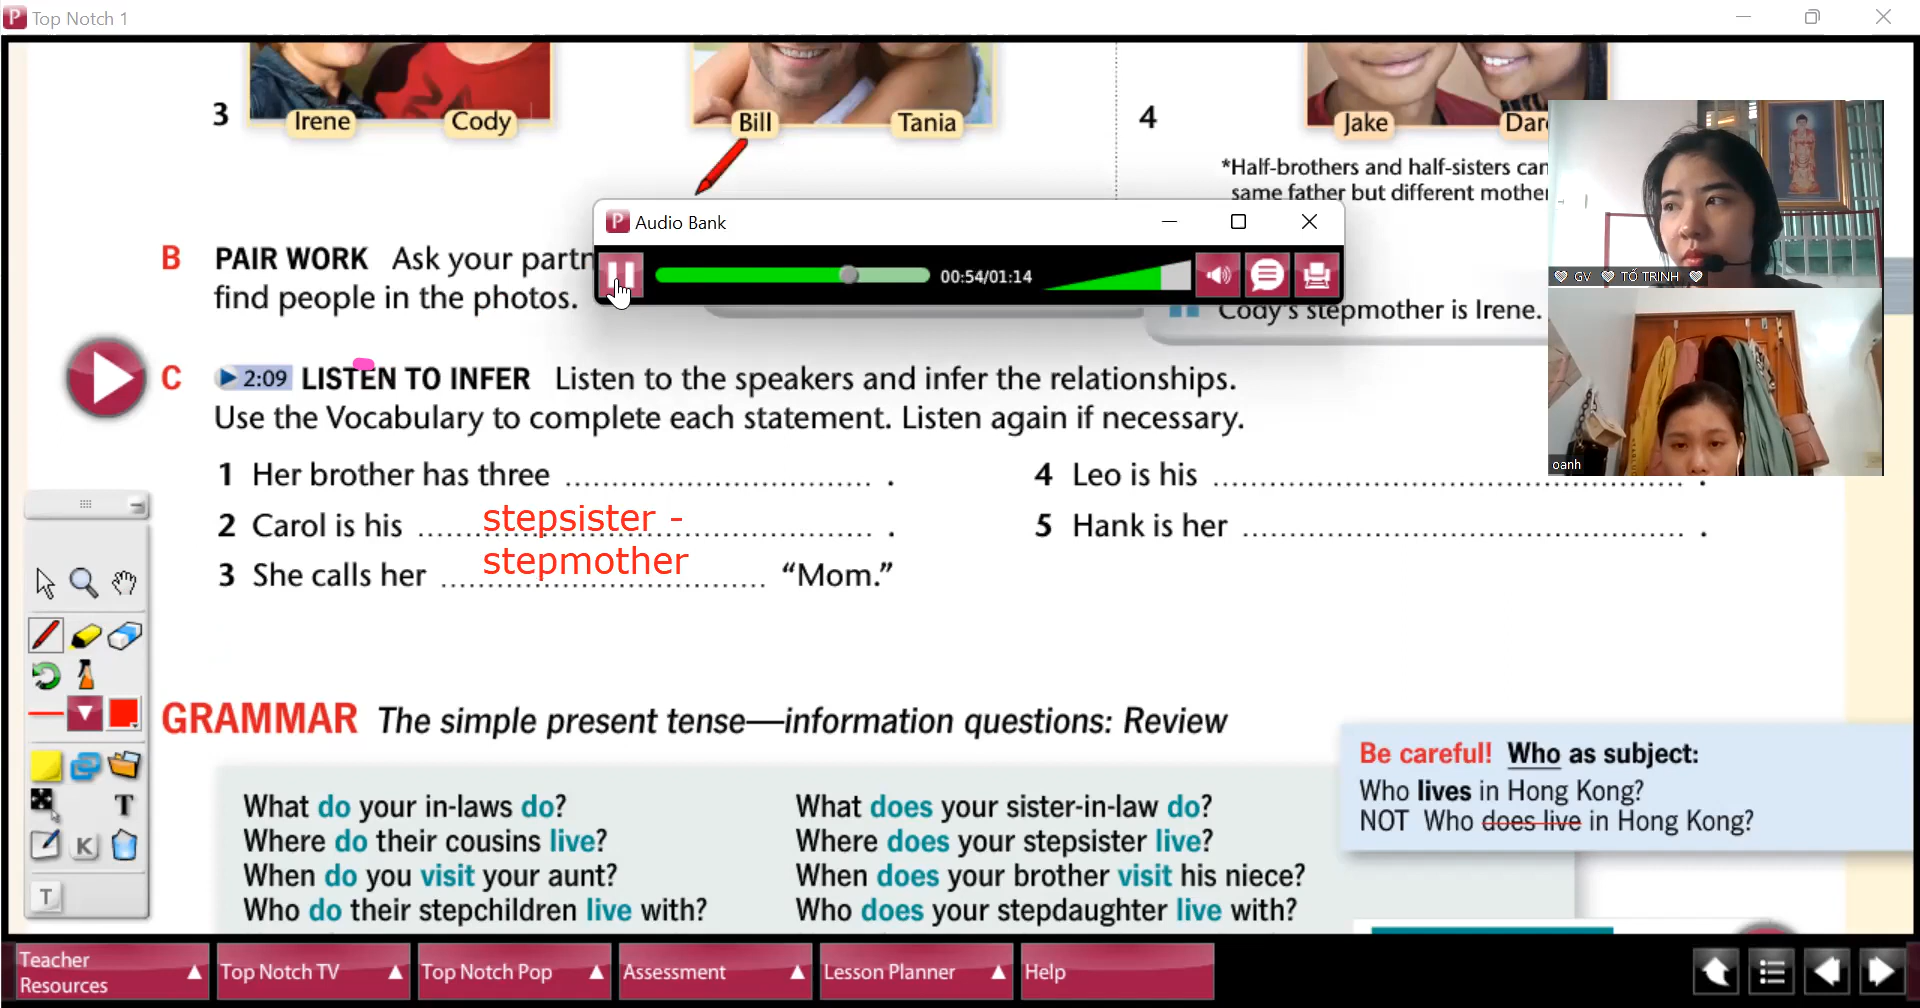 Top Notch 1
3
Irene
Cody
Bill
Tania
4
Jake
*Half-brothers and half-sisters
same father but different
Audio Bank
00:54/01:14
GV TỐ TRINH
B PAIR WORK Ask your
find people in the photos.
Cody's stepmother is Irene.
C 2:09 LISTEN TO INFER Listen to the speakers and infer the relationships.
Use the Vocabulary to complete each statement. Listen again if necessary.
oanh
1 Her brother has three .
2 Carol is his stepsister - .
3 She calls her stepmother “Mom.”
4 Leo is his .
5 Hank is her .
GRAMMAR The simple present tense—information questions: Review
What do your in-laws do?
Where do their cousins live?
When do you visit your aunt?
Who do their stepchildren live with?
What does your sister-in-law do?
Where does your stepsister live?
When does your brother visit his niece?
Who does your stepdaughter live with?
Be careful! Who as subject:
Who lives in Hong Kong?
NOT Who does live in Hong Kong?
T
K
T
Teacher
Resources
Top Notch TV
Top Notch Pop
Assessment
Lesson Planner
Help